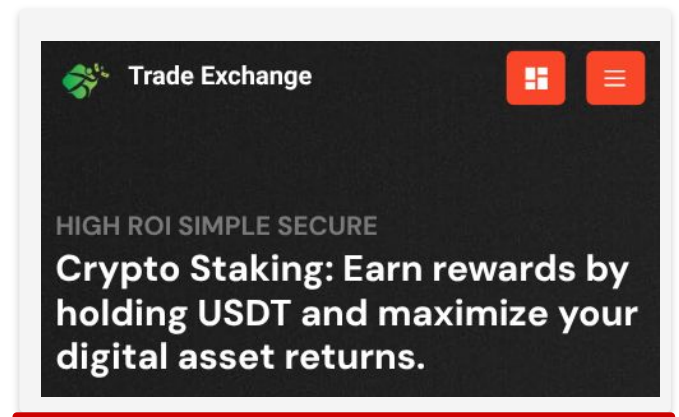 Trade Exchange
HIGH ROI SIMPLE SECURE
Crypto Staking: Earn rewards by
holding USDT and maximize your
digital asset returns.